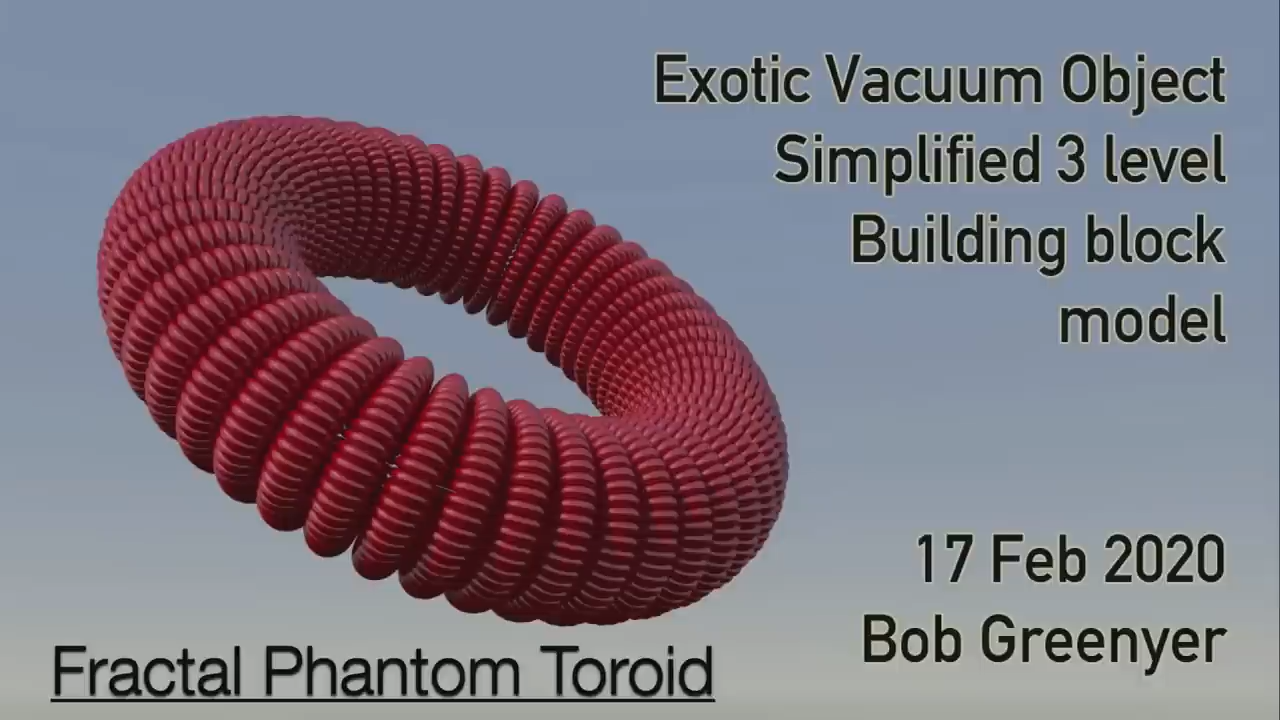 Exotic Vacuum Object
Simplified 3 level
Building block
model
17 Feb 2020
Bob Greenyer
Fractal Phantom Toroid